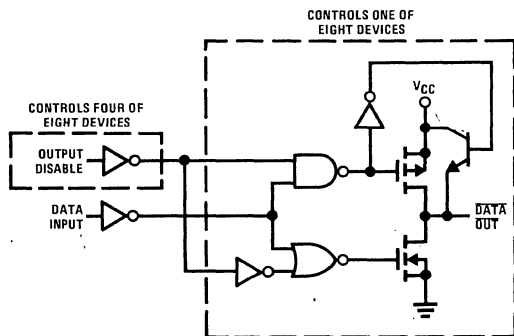 CONTROLS ONE OF
EIGHT DEVICES
CONTROLS FOUR OF
EIGHT DEVICES
OUTPUT
DISABLE
DATA
INPUT
VCC
DATA
OUT